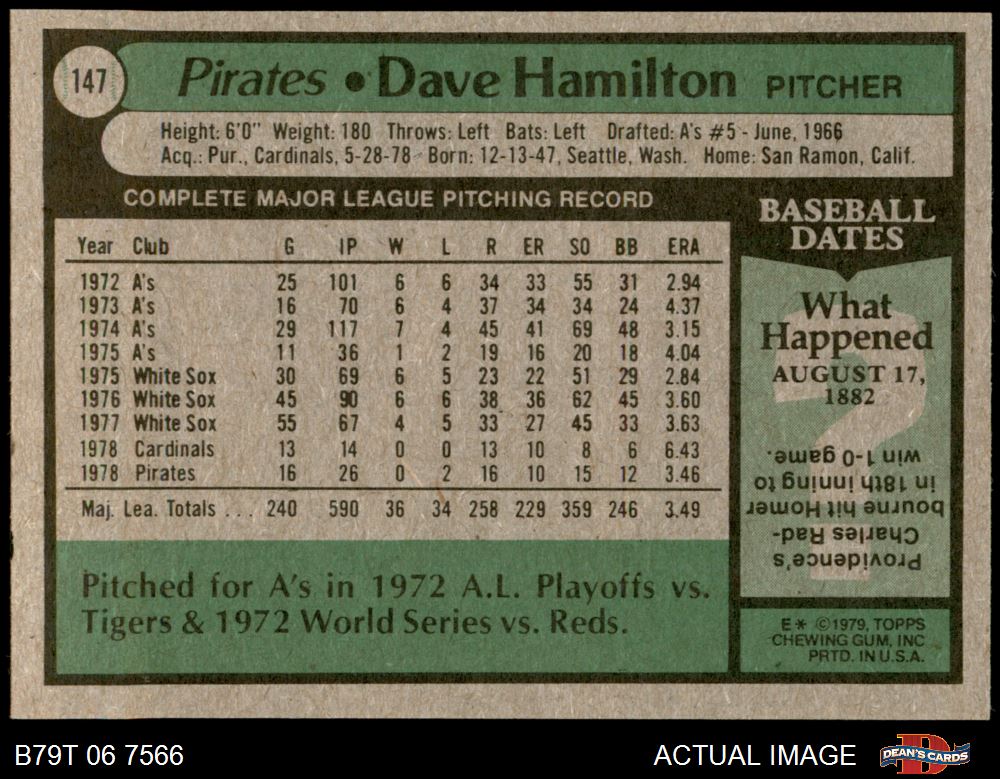 147
Pirates • Dave Hamilton PITCHER
Height: 6'0" Weight: 180 Throws: Left Bats: Left Drafted: A's #5 - June, 1966
Acq.: Pur., Cardinals, 5-28-78 Born: 12-13-47, Seattle, Wash. Home: San Ramon, Calif.
COMPLETE MAJOR LEAGUE PITCHING RECORD
Year Club G IP W L R ER SO BB ERA
1972 A's 25 101 6 6 34 33 55 31 2.94
1973 A's 16 70 6 4 37 34 34 24 4.37
1974 A's 29 117 7 4 45 41 69 48 3.15
1975 A's 11 36 1 2 19 16 20 18 4.04
1975 White Sox 30 69 6 5 23 22 51 29 2.84
1976 White Sox 45 90 6 6 38 36 62 45 3.60
1977 White Sox 55 67 4 5 33 27 45 33 3.63
1978 Cardinals 13 14 0 0 13 10 8 6 6.43
1978 Pirates 16 26 0 2 16 10 15 12 3.46
Maj. Lea. Totals ... 240 590 36 34 258 229 359 246 3.49
Pitched for A's in 1972 A.L. Playoffs vs.
Tigers & 1972 World Series vs. Reds.
BASEBALL
DATES
What
Happened
AUGUST 17,
1882
Providence's
Charles Rad-
bourne hit Homer
in 18th inning to
win 1-0 game.
E* ©1979, TOPPS
CHEWING GUM, INC
PRTD. IN U.S.A.
B79T 06 7566
ACTUAL IMAGE
DEAN'S CARDS